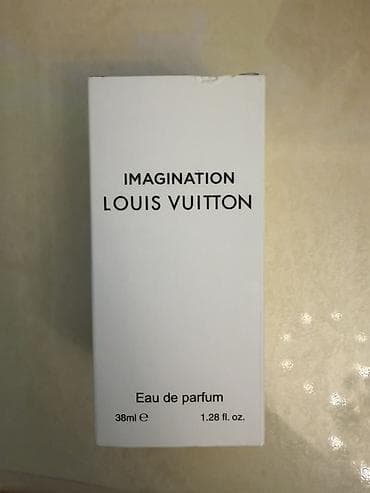 IMAGINATION
LOUIS VUITTON
Eau de parfum
38ml ℮ 1.28 fl. oz.